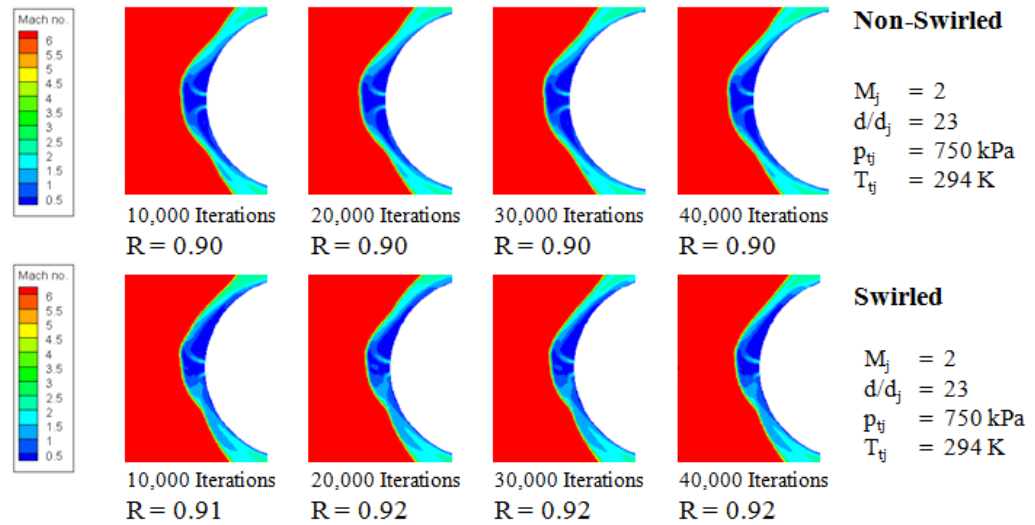 Mach no.
6
5.5
5
4.5
4
3.5
3
2.5
2
1.5
1
0.5
10,000 Iterations
R = 0.90
20,000 Iterations
R = 0.90
30,000 Iterations
R = 0.90
40,000 Iterations
R = 0.90
Non-Swirled
Mj = 2
d/dj = 23
ptj = 750 kPa
Ttj = 294 K
Mach no.
6
5.5
5
4.5
4
3.5
3
2.5
2
1.5
1
0.5
10,000 Iterations
R = 0.91
20,000 Iterations
R = 0.92
30,000 Iterations
R = 0.92
40,000 Iterations
R = 0.92
Swirled
Mj = 2
d/dj = 23
ptj = 750 kPa
Ttj = 294 K